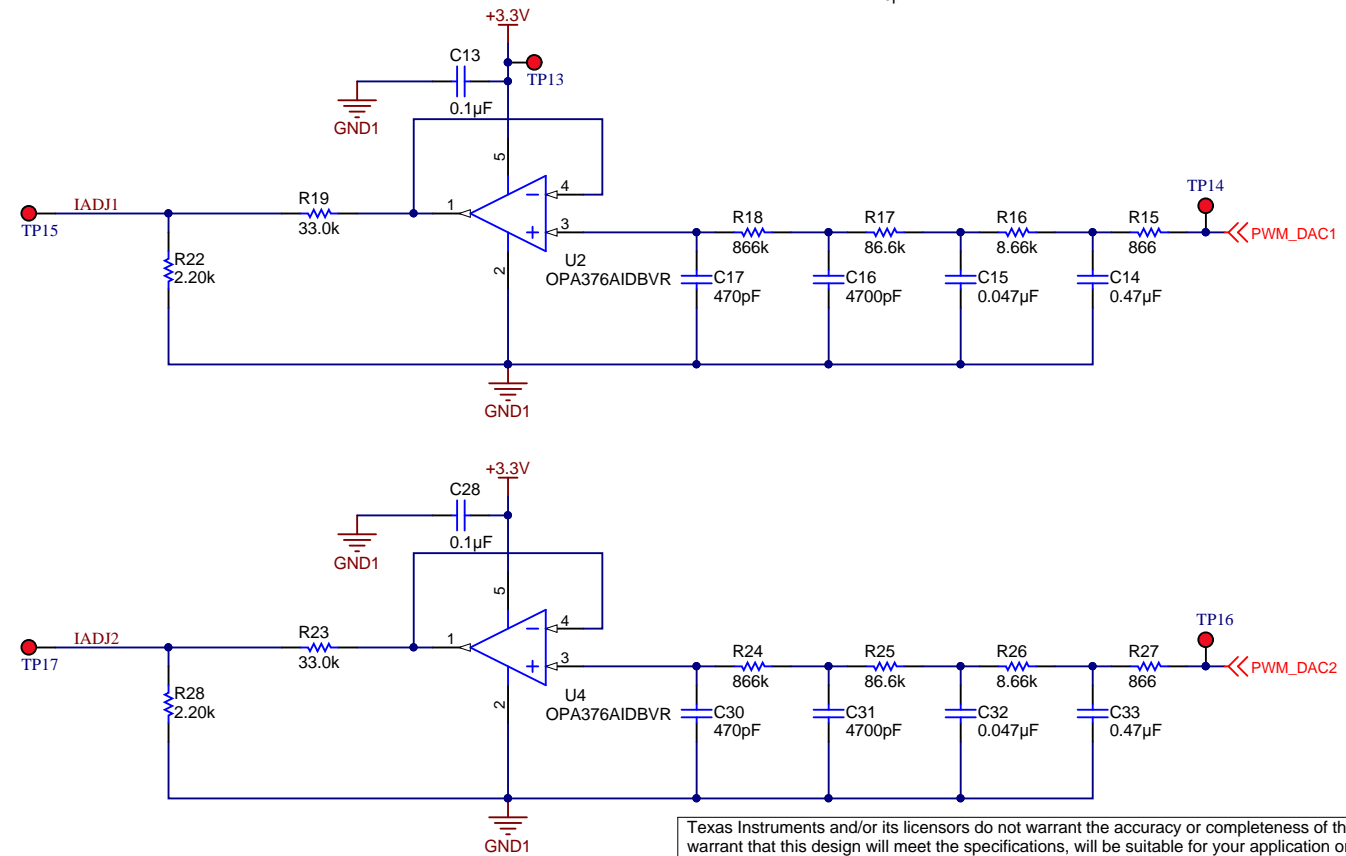 +3.3V
C13
TP13
0.1µF
GND1
5
4
1
3
2
U2
OPA376AIDBVR
TP15
IADJ1
R19
33.0k
R22
2.20k
R18
866k
R17
86.6k
R16
8.66k
R15
866
TP14
PWM_DAC1
C17
470pF
C16
4700pF
C15
0.047µF
C14
0.47µF
GND1
+3.3V
C28
0.1µF
GND1
5
4
1
3
2
U4
OPA376AIDBVR
TP17
IADJ2
R23
33.0k
R28
2.20k
R24
866k
R25
86.6k
R26
8.66k
R27
866
TP16
PWM_DAC2
C30
470pF
C31
4700pF
C32
0.047µF
C33
0.47µF
GND1
Texas Instruments and/or its licensors do not warrant the accuracy or completeness of th
warrant that this design will meet the specifications, will be suitable for your application or